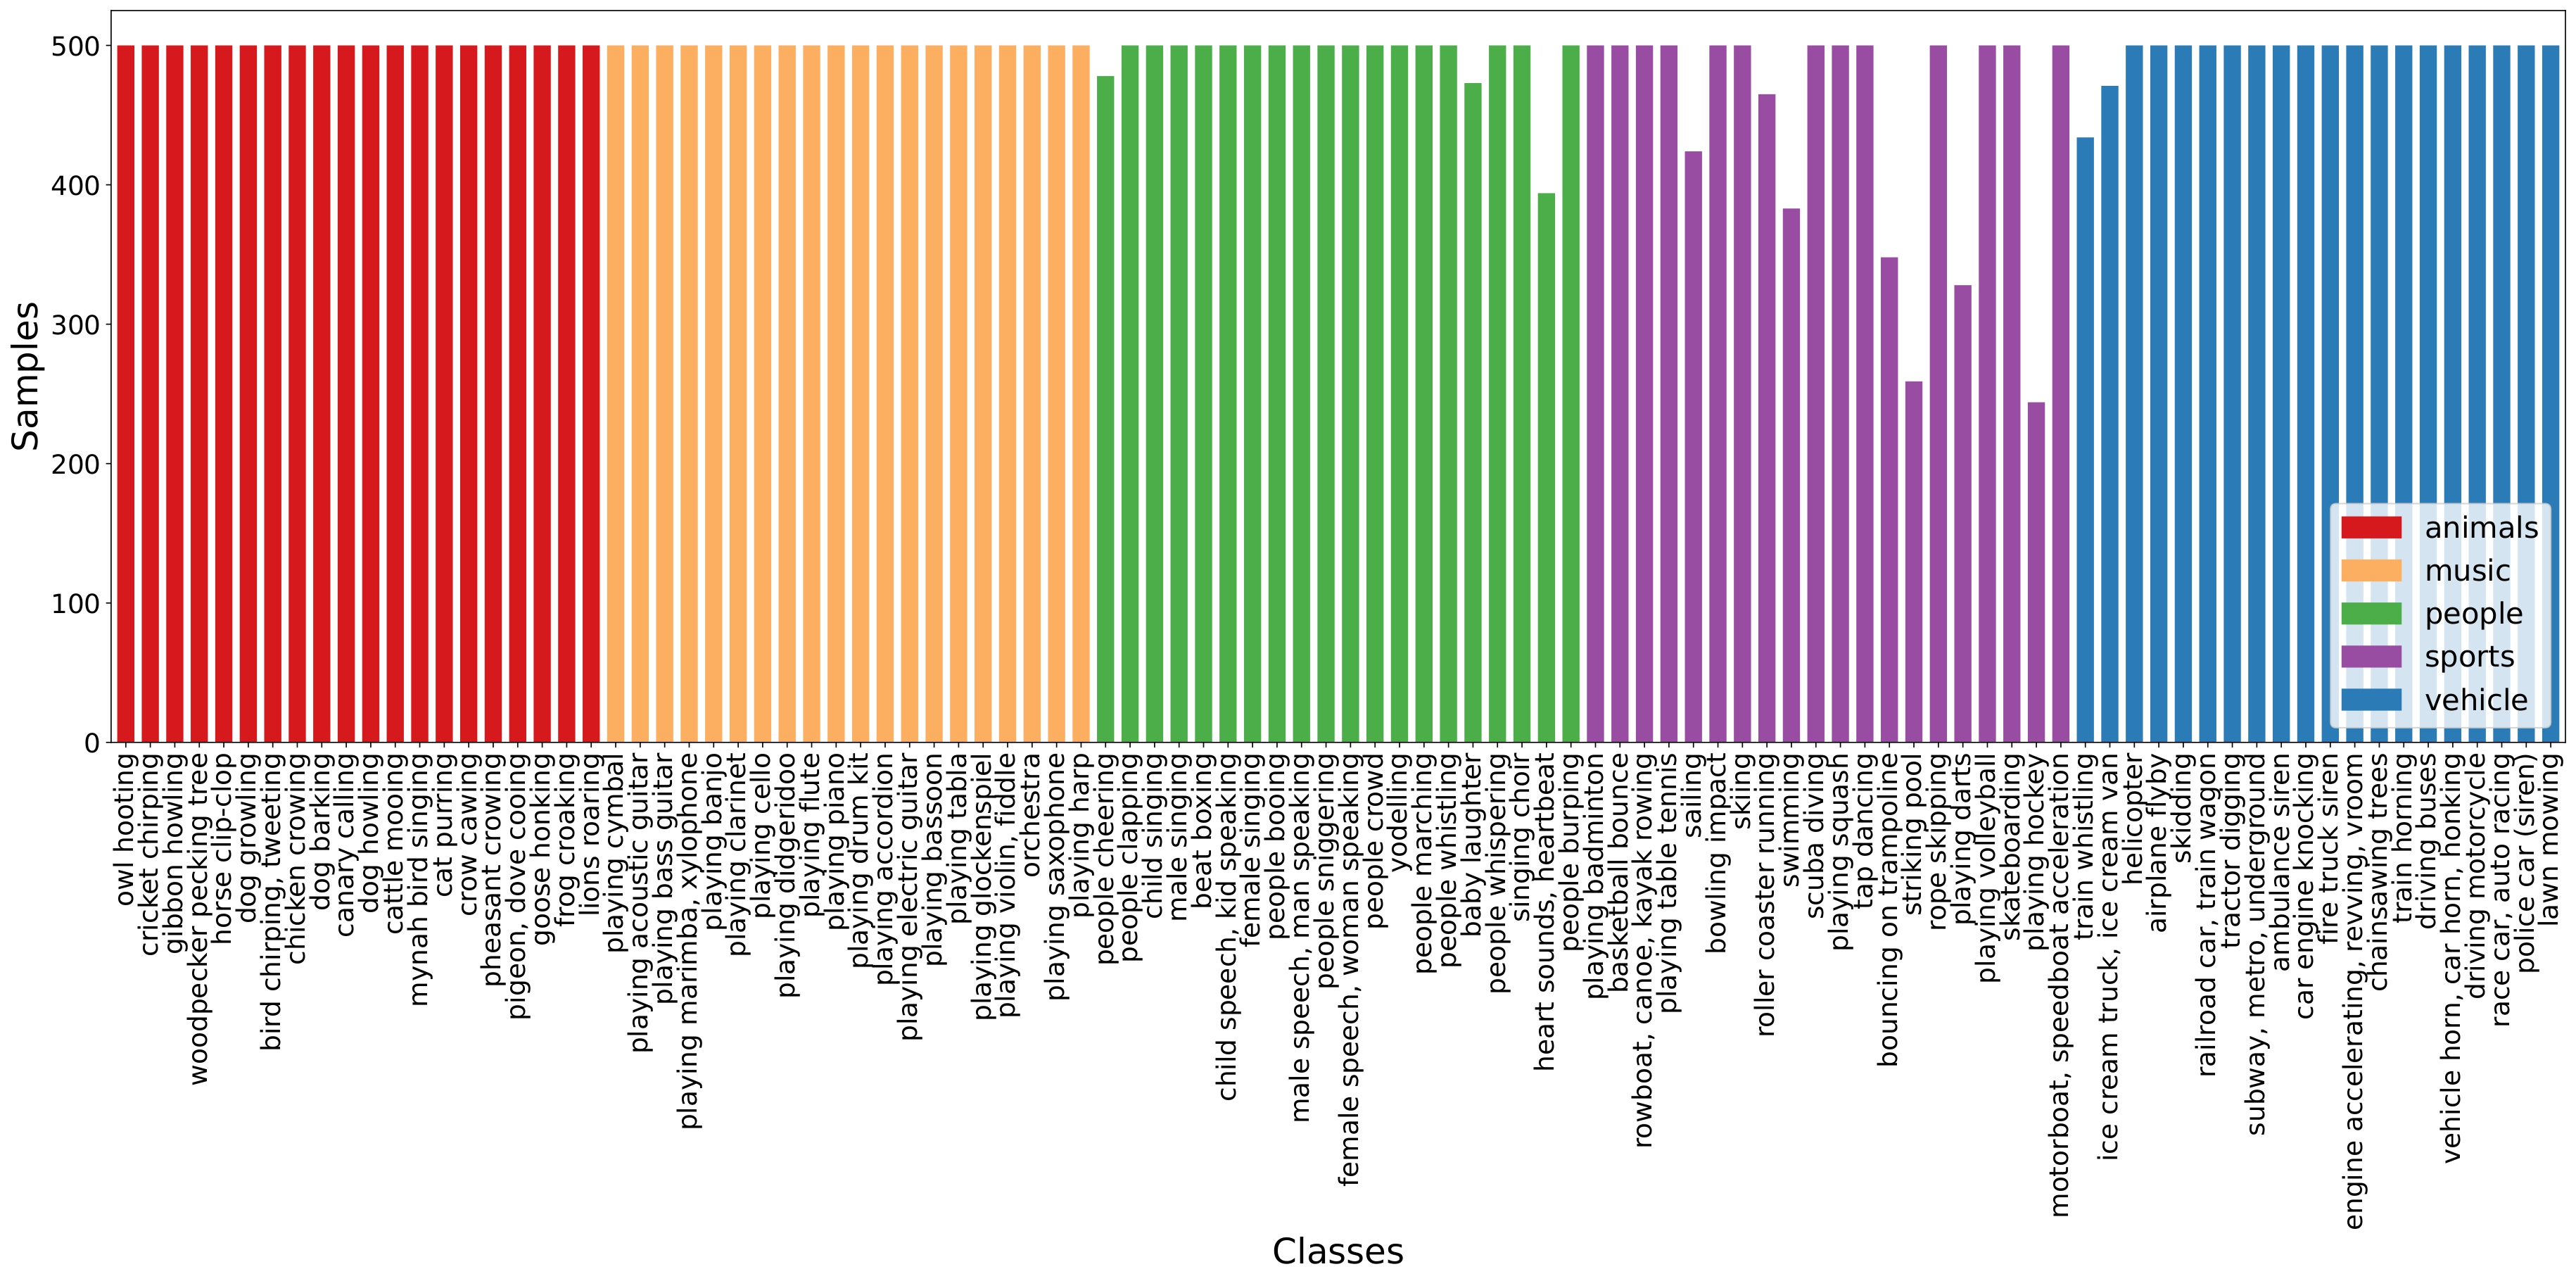 Samples
500
400
300
200
100
0
animals
music
people
sports
vehicle
owl hooting
cricket chirping
gibbon howling
woodpecker pecking tree
horse clip-clop
dog growling
bird chirping, tweeting
chicken crowing
dog barking
canary calling
dog howling
cattle mooing
mynah bird singing
cat purring
crow cawing
pheasant crowing
pigeon, dove cooing
goose honking
frog croaking
lions roaring
playing cymbal
playing acoustic guitar
playing bass guitar
playing marimba, xylophone
playing banjo
playing clarinet
playing cello
playing didgeridoo
playing flute
playing piano
playing drum kit
playing accordion
playing electric guitar
playing bassoon
playing tabla
playing glockenspiel
playing violin, fiddle
orchestra
playing saxophone
playing harp
people cheering
people clapping
child singing
male singing
beat boxing
child speech, kid speaking
female singing
people booing
male speech, man speaking
people sniggering
female speech, woman speaking
people crowd
yodelling
people marching
people whistling
baby laughter
people whispering
singing choir
heart sounds, heartbeat
people burping
playing badminton
basketball bounce
rowboat, canoe, kayak rowing
playing table tennis
sailing
bowling impact
skiing
roller coaster running
swimming
scuba diving
playing squash
tap dancing
bouncing on trampoline
striking pool
rope skipping
playing darts
playing volleyball
skateboarding
playing hockey
motorboat, speedboat acceleration
train whistling
ice cream truck, ice cream van
helicopter
airplane flyby
skidding
railroad car, train wagon
tractor digging
subway, metro, underground
ambulance siren
car engine knocking
fire truck siren
engine accelerating, revving, vroom
chainsawing trees
train horning
driving buses
vehicle horn, car horn, honking
driving motorcycle
race car, auto racing
police car (siren)
lawn mowing
Classes